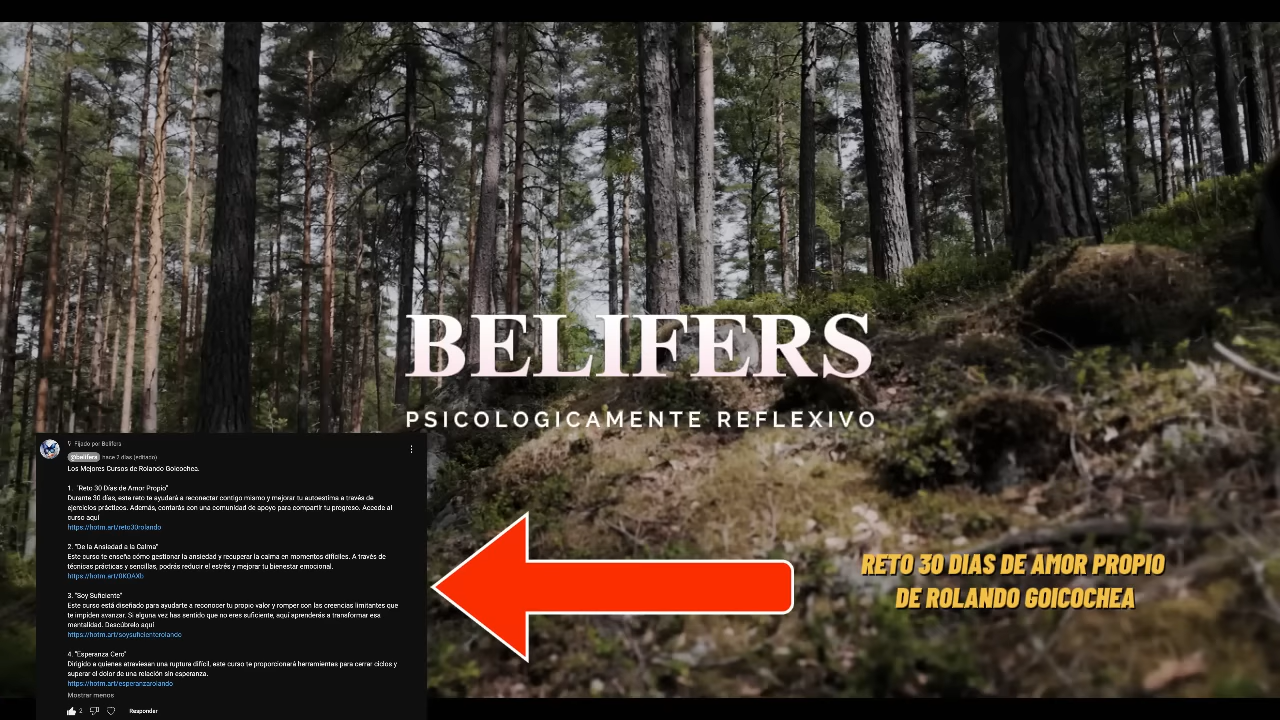 BELIFERS
PSICOLOGICAMENTE REFLEXIVO
Fijado por Belifers
@belifers hace 2 días (editado)
Los Mejores Cursos de Rolando Goicochea.
1. "Reto 30 Días de Amor Propio"
Durante 30 días, este reto te ayudará a reconectar contigo mismo y mejorar tu autoestima a través de
ejercicios prácticos. Además, contarás con una comunidad de apoyo para compartir tu progreso. Accede al
curso aquí
https://hotm.art/reto30rolando
2. "De la Ansiedad a la Calma"
Este curso te enseña cómo gestionar la ansiedad y recuperar la calma en momentos difíciles. A través de
técnicas prácticas y sencillas, podrás reducir el estrés y mejorar tu bienestar emocional.
https://hotm.art/0KOAXb
3. "Soy Suficiente"
Este curso está diseñado para ayudarte a reconocer tu propio valor y romper con las creencias limitantes que
te impiden avanzar. Si alguna vez has sentido que no eres suficiente, aquí aprenderás a transformar esa
mentalidad. Descúbrelo aquí
https://hotm.art/soysuficienterolando
4. "Esperanza Cero"
Dirigido a quienes atraviesan una ruptura difícil, este curso te proporcionará herramientas para cerrar ciclos y
superar el dolor de una relación sin esperanza.
https://hotm.art/esperanzarolando
Mostrar menos
2 Responder
RETO 30 DIAS DE AMOR PROPIO
DE ROLANDO GOICOCHEA